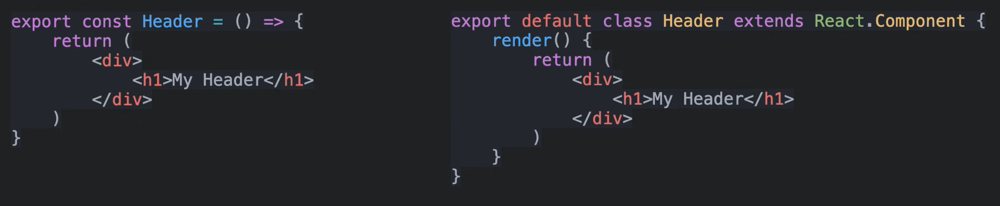 export const Header = () => {
    return (
        <div>
            <h1>My Header</h1>
        </div>
    )
}
export default class Header extends React.Component {
    render() {
        return (
            <div>
                <h1>My Header</h1>
            </div>
        )
    }
}